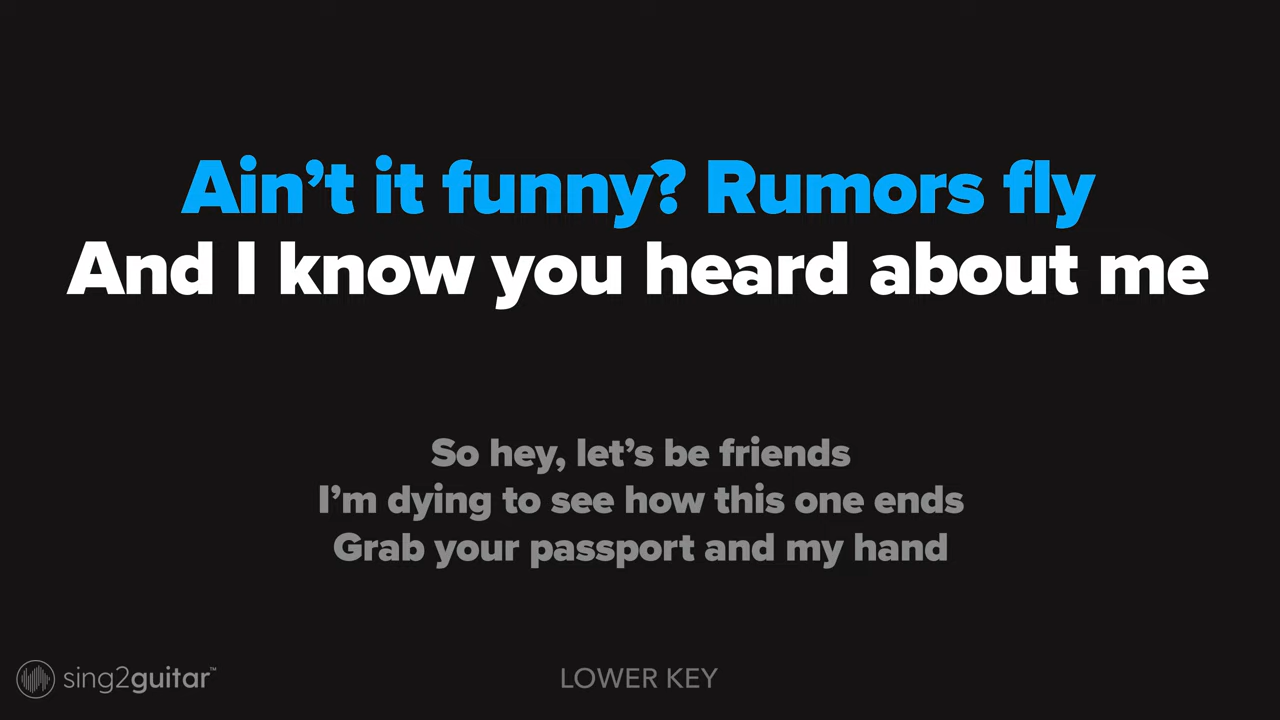 Ain’t it funny? Rumors fly
And I know you heard about me
So hey, let’s be friends
I’m dying to see how this one ends
Grab your passport and my hand
sing2guitar™
LOWER KEY